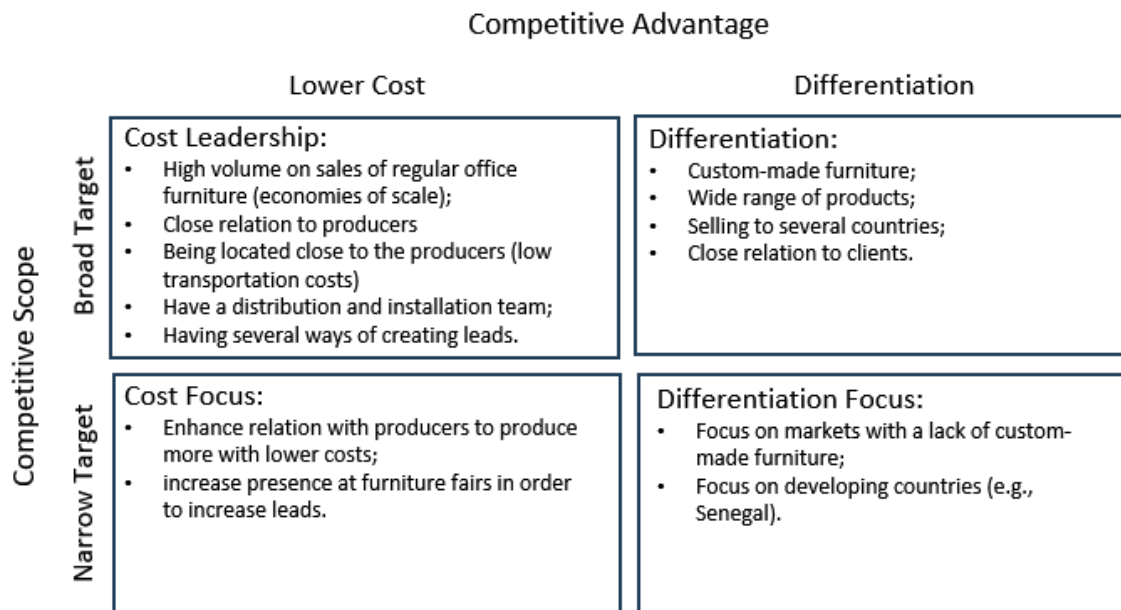 Competitive Advantage
Lower Cost
Differentiation
Competitive Scope
Broad Target
Cost Leadership:
• High volume on sales of regular office
furniture (economies of scale);
• Close relation to producers
• Being located close to the producers (low
transportation costs)
• Have a distribution and installation team;
• Having several ways of creating leads.
Differentiation:
• Custom-made furniture;
• Wide range of products;
• Selling to several countries;
• Close relation to clients.
Narrow Target
Cost Focus:
• Enhance relation with producers to produce
more with lower costs;
• increase presence at furniture fairs in order
to increase leads.
Differentiation Focus:
• Focus on markets with a lack of custom-
made furniture;
• Focus on developing countries (e.g.,
Senegal).